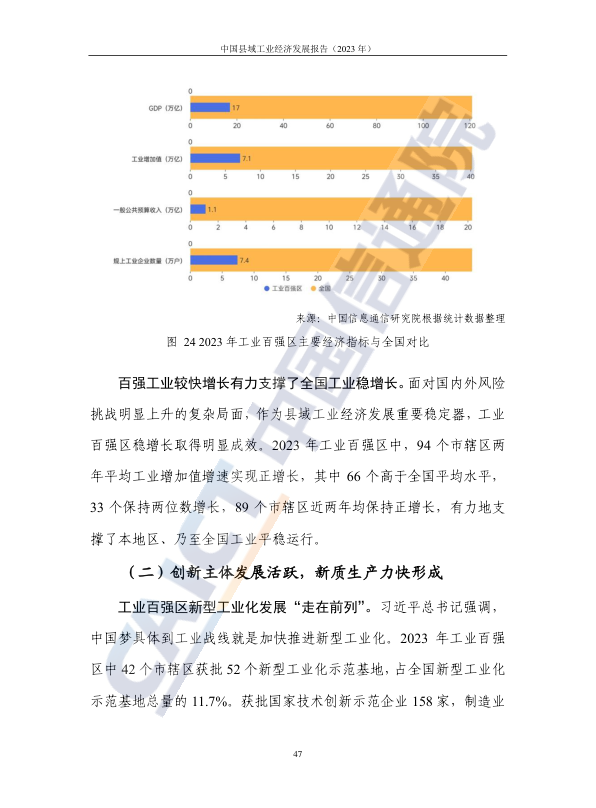 中国县域工业经济发展报告（2023 年）
0
GDP（万亿）
17
0 20 40 60 80 100 120
0
工业增加值（万亿）
7.1
0 5 10 15 20 25 30 35 40
0
一般公共预算收入（万亿）
1.1
0 2 4 6 8 10 12 14 16 18 20
0
规上工业企业数量（万户）
7.4
0 5 10 15 20 25 30 35 40
工业百强区 全国
来源：中国信息通信研究院根据统计数据整理
图 24 2023 年工业百强区主要经济指标与全国对比
百强工业较快增长有力支撑了全国工业稳增长。面对国内外风险
挑战明显上升的复杂局面，作为县域工业经济发展重要稳定器，工业
百强区稳增长取得明显成效。2023 年工业百强区中，94 个市辖区两
年平均工业增加值增速实现正增长，其中 66 个高于全国平均水平，
33 个保持两位数增长，89 个市辖区近两年均保持正增长，有力地支
撑了本地区、乃至全国工业平稳运行。
（二）创新主体发展活跃，新质生产力快形成
工业百强区新型工业化发展“走在前列”。习近平总书记强调，
中国梦具体到工业战线就是加快推进新型工业化。2023 年工业百强
区中 42 个市辖区获批 52 个新型工业化示范基地，占全国新型工业化
示范基地总量的 11.7%。获批国家技术创新示范企业 158 家，制造业
47
CAICT 中国信通院